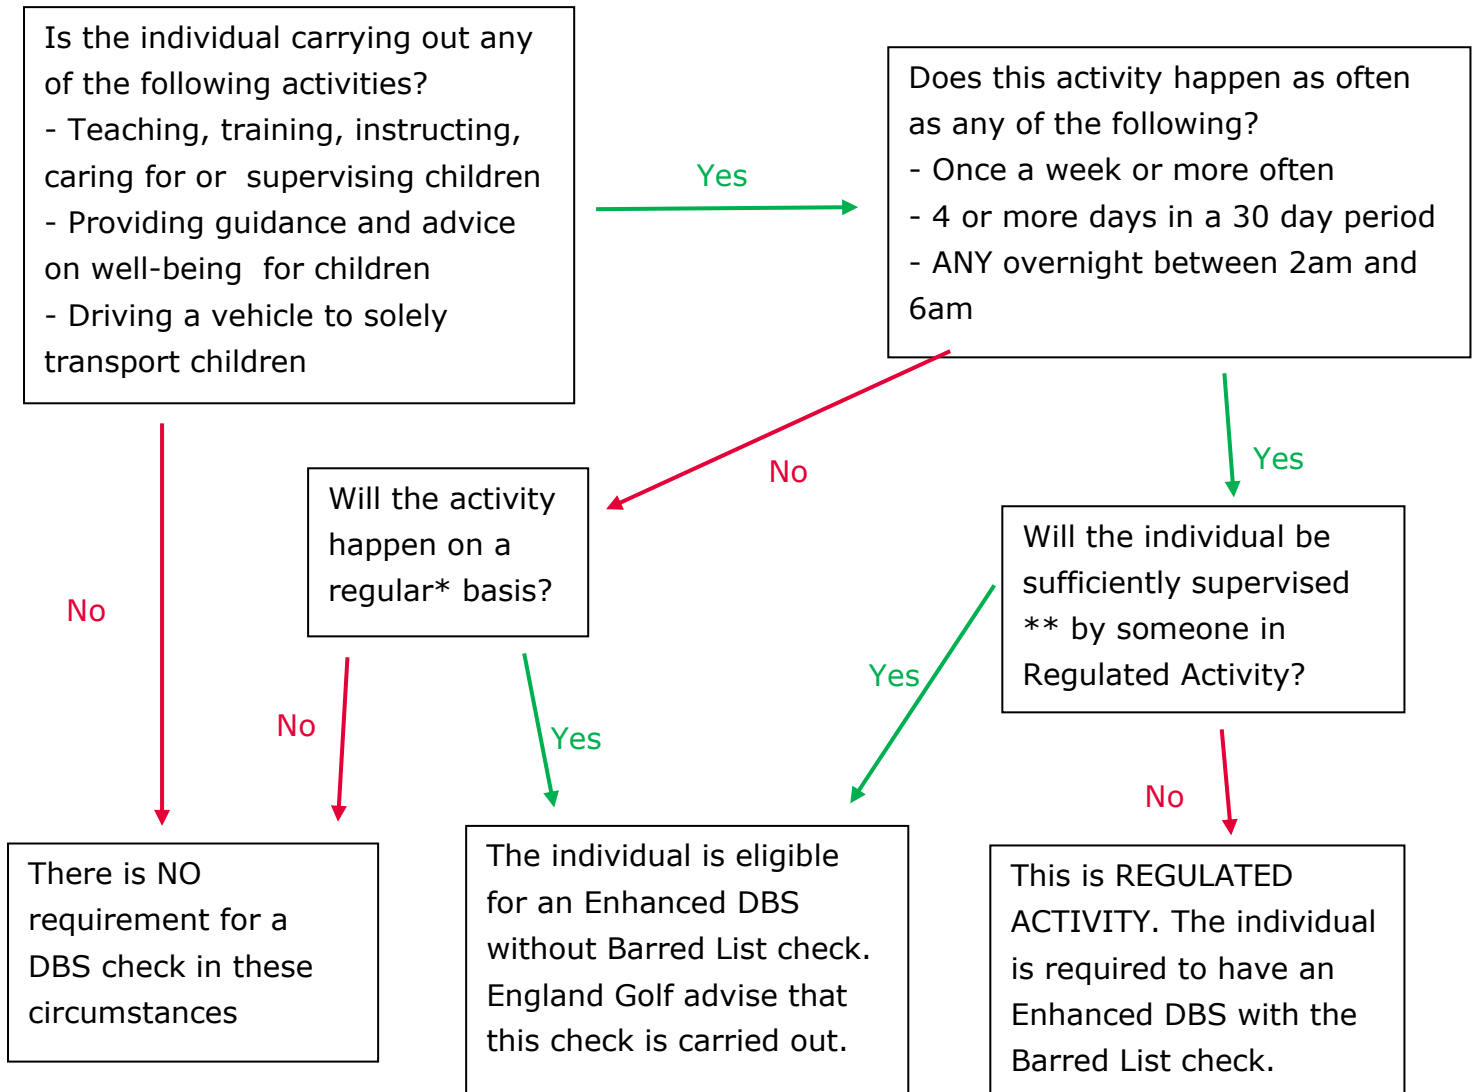 Is the individual carrying out any
of the following activities?
- Teaching, training, instructing,
caring for or  supervising children
- Providing guidance and advice
on well-being  for children
- Driving a vehicle to solely
transport children
Yes
Does this activity happen as often
as any of the following?
- Once a week or more often
- 4 or more days in a 30 day period
- ANY overnight between 2am and
6am
No
No
Yes
Will the activity
happen on a
regular* basis?
Will the individual be
sufficiently supervised
** by someone in
Regulated Activity?
No
Yes
Yes
No
There is NO
requirement for a
DBS check in these
circumstances
The individual is eligible
for an Enhanced DBS
without Barred List check.
England Golf advise that
this check is carried out.
This is REGULATED
ACTIVITY. The individual
is required to have an
Enhanced DBS with the
Barred List check.